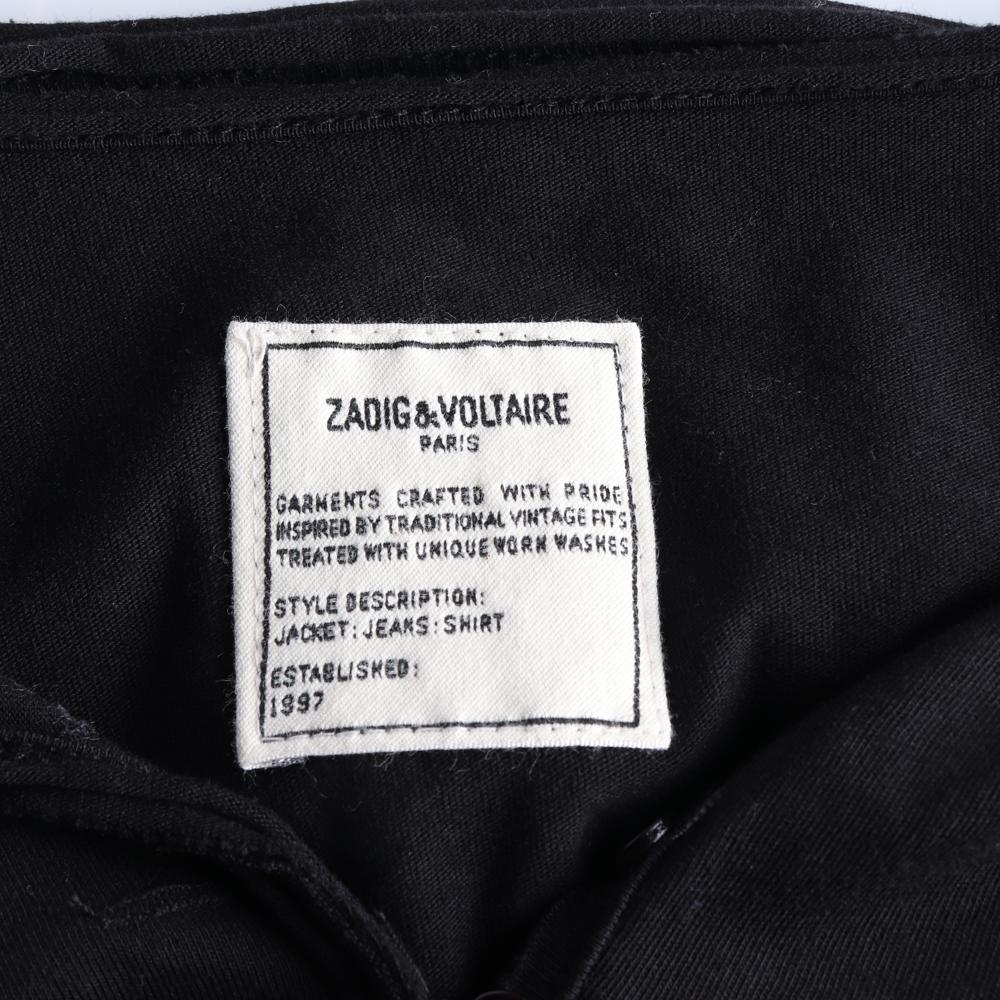 ZADIG&VOLTAIRE
PARIS
GARMENTS CRAFTED WITH PRIDE
INSPIRED BY TRADITIONAL VINTAGE FITS
TREATED WITH UNIQUE WORN WASHES
STYLE DESCRIPTION:
JACKET: JEANS: SHIRT
ESTABLISHED:
1997